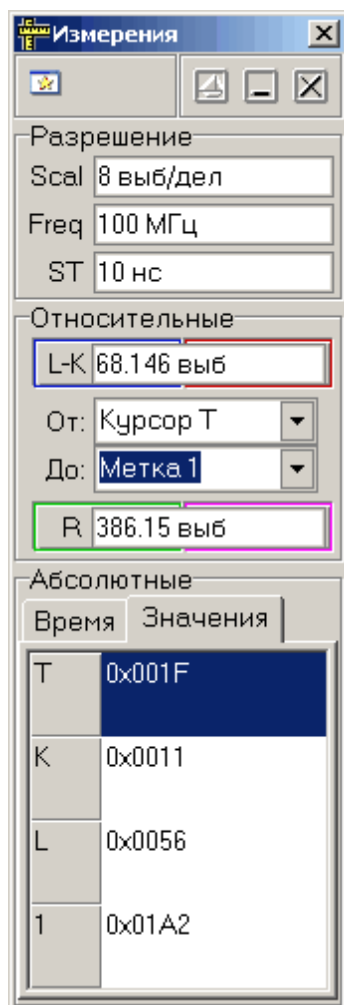 Измерения
Разрешение
Scal 8 выб/дел
Freq 100 МГц
ST 10 нс
Относительные
L-K 68.146 выб
От: Курсор T
До: Метка 1
R 386.15 выб
Абсолютные
Время Значения
T 0x001F
K 0x0011
L 0x0056
1 0x01A2